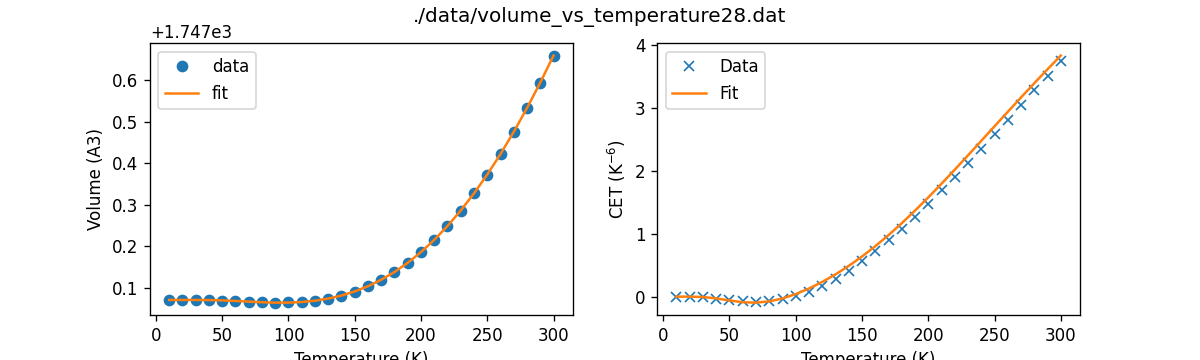 ./data/volume_vs_temperature28.dat
+1.747e3
Volume (A3)
0.6
0.5
0.4
0.3
0.2
0.1
data
fit
0 50 100 150 200 250 300
Temperature (K)
CET (K⁻⁶)
4
3
2
1
0
Data
Fit
0 50 100 150 200 250 300
Temperature (K)